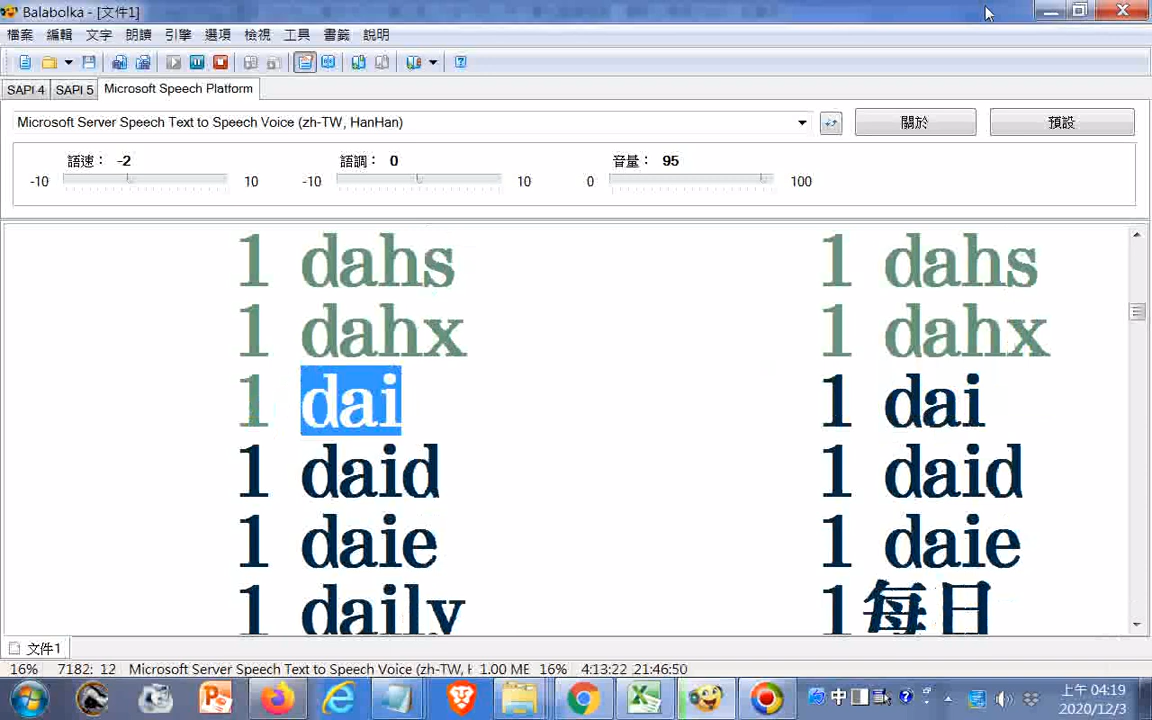 Balabolka - [文件1]
檔案 編輯 文字 朗讀 引擎 選項 檢視 工具 書籤 說明
SAPI 4 SAPI 5 Microsoft Speech Platform
Microsoft Server Speech Text to Speech Voice (zh-TW, HanHan) 關於 預設
語速： -2 語調： 0 音量： 95
-10 10 -10 10 0 100
1 dahs 1 dahs
1 dahx 1 dahx
1 dai 1 dai
1 daid 1 daid
1 daie 1 daie
1 daily 1 每日
文件1
16% 7182: 12 Microsoft Server Speech Text to Speech Voice (zh-TW, 1.00 ME 16% 4:13:22 21:46:50
中 上午 04:19
2020/12/3